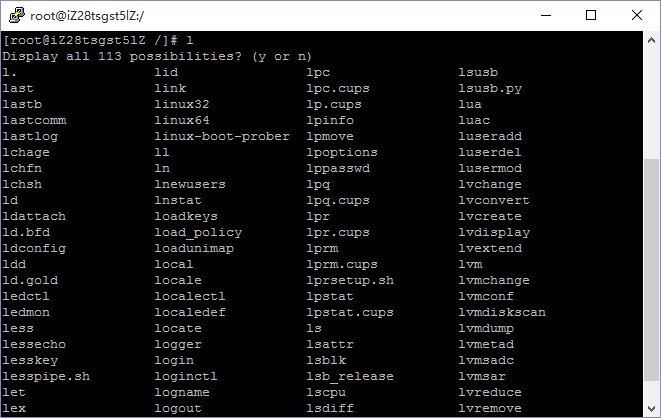 root@iZ28tsgst5lZ:/
[root@iZ28tsgst5lZ /]# l
Display all 113 possibilities? (y or n)
l. lid lpc lsusb
last link lpc.cups lsusb.py
lastb linux32 lp.cups lua
lastcomm linux64 lpinfo luac
lastlog linux-boot-prober lpmove luseradd
lchage ll lpoptions luserdel
lchfn ln lppasswd lusermod
lchsh lnewusers lpq lvchange
ld lnstat lpq.cups lvconvert
ldattach loadkeys lpr lvcreate
ld.bfd load_policy lpr.cups lvdisplay
ldconfig loadunimap lprm lvextend
ldd local lprm.cups lvm
ld.gold locale lprsetup.sh lvmchange
ledctl localectl lpstat lvmconf
ledmon localedef lpstat.cups lvmdiskscan
less locate ls lvmdump
lessecho logger lsattr lvmetad
lesskey login lsblk lvmsadc
lesspipe.sh loginctl lsb_release lvmsar
let logname lscpu lvreduce
lex logout lsdiff lvremove